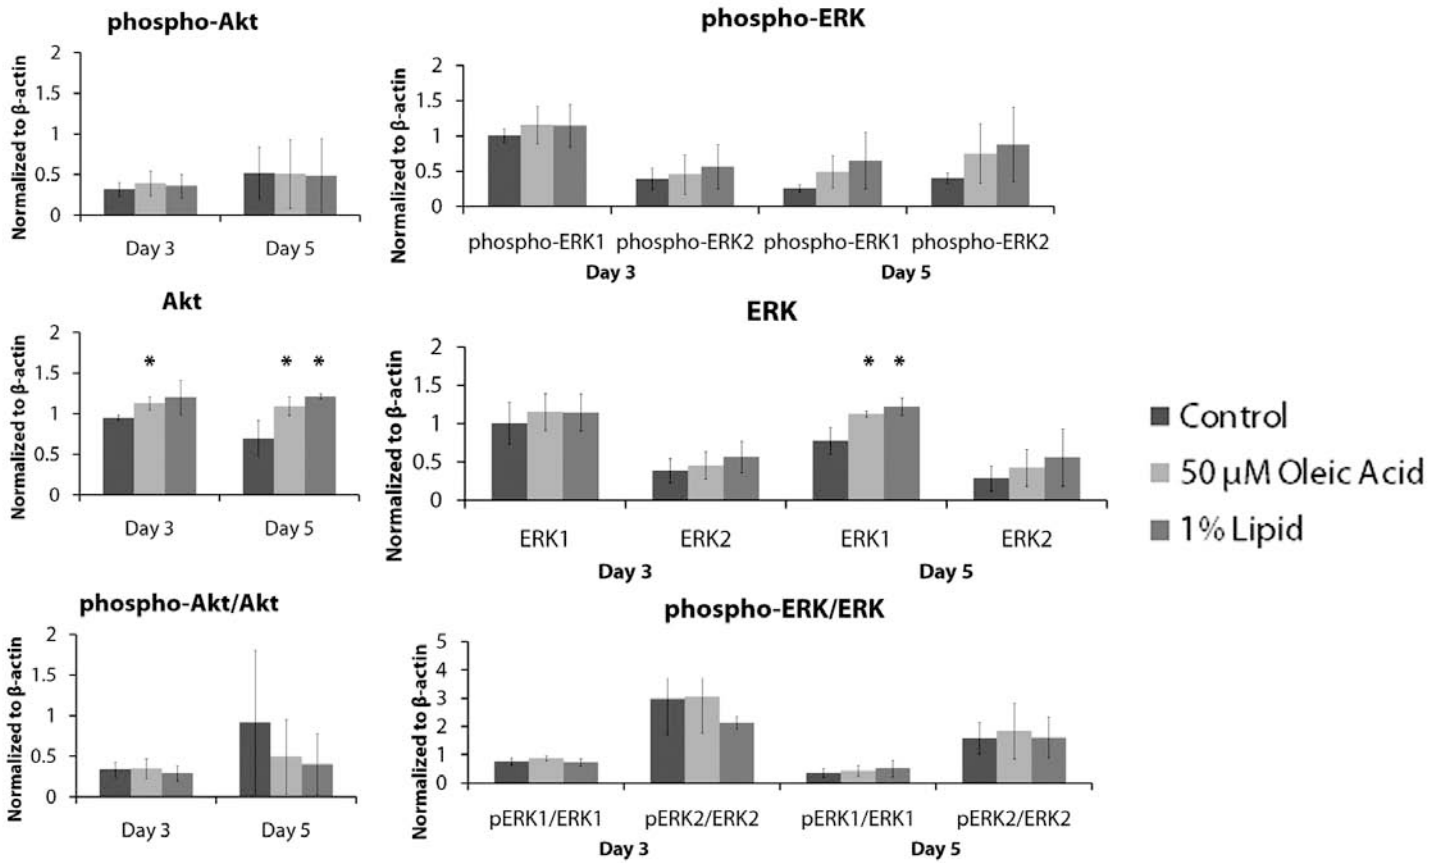 phospho-Akt
Normalized to β-actin
2
1.5
1
0.5
0
Day 3 Day 5
phospho-ERK
Normalized to β-actin
2
1.5
1
0.5
0
phospho-ERK1 phospho-ERK2 phospho-ERK1 phospho-ERK2
Day 3 Day 5
Akt
Normalized to β-actin
2
1.5
1
0.5
0
* * *
Day 3 Day 5
ERK
Normalized to β-actin
2
1.5
1
0.5
0
* *
ERK1 ERK2 ERK1 ERK2
Day 3 Day 5
Control
50 µM Oleic Acid
1% Lipid
phospho-Akt/Akt
Normalized to β-actin
2
1.5
1
0.5
0
Day 3 Day 5
phospho-ERK/ERK
Normalized to β-actin
5
4
3
2
1
0
pERK1/ERK1 pERK2/ERK2 pERK1/ERK1 pERK2/ERK2
Day 3 Day 5